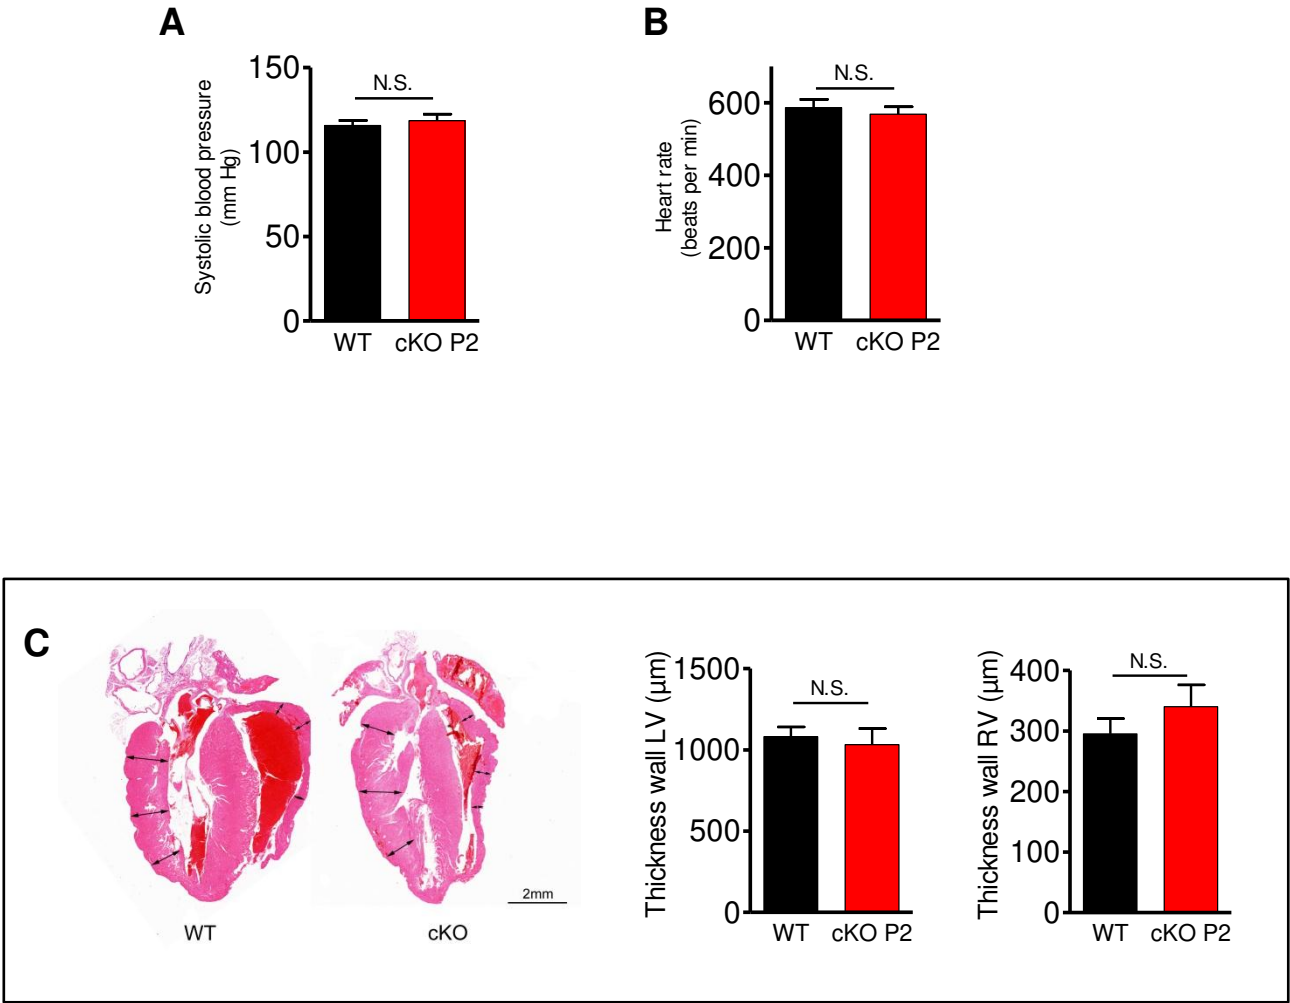 A
Systolic blood pressure
(mm Hg)
150
100
50
0
N.S.
WT
cKO P2
B
Heart rate
(beats per min)
600
400
200
0
N.S.
WT
cKO P2
C
2mm
WT
cKO
Thickness wall LV (µm)
1500
1000
500
0
N.S.
WT
cKO P2
Thickness wall RV (µm)
400
300
200
100
0
N.S.
WT
cKO P2